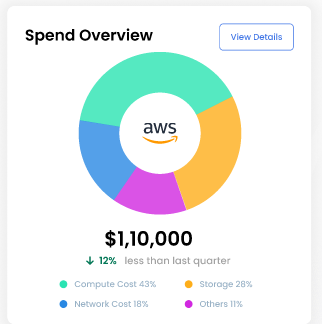 Spend Overview
View Details
aws
$1,10,000
↓ 12% less than last quarter
Compute Cost 43%
Storage 28%
Network Cost 18%
Others 11%